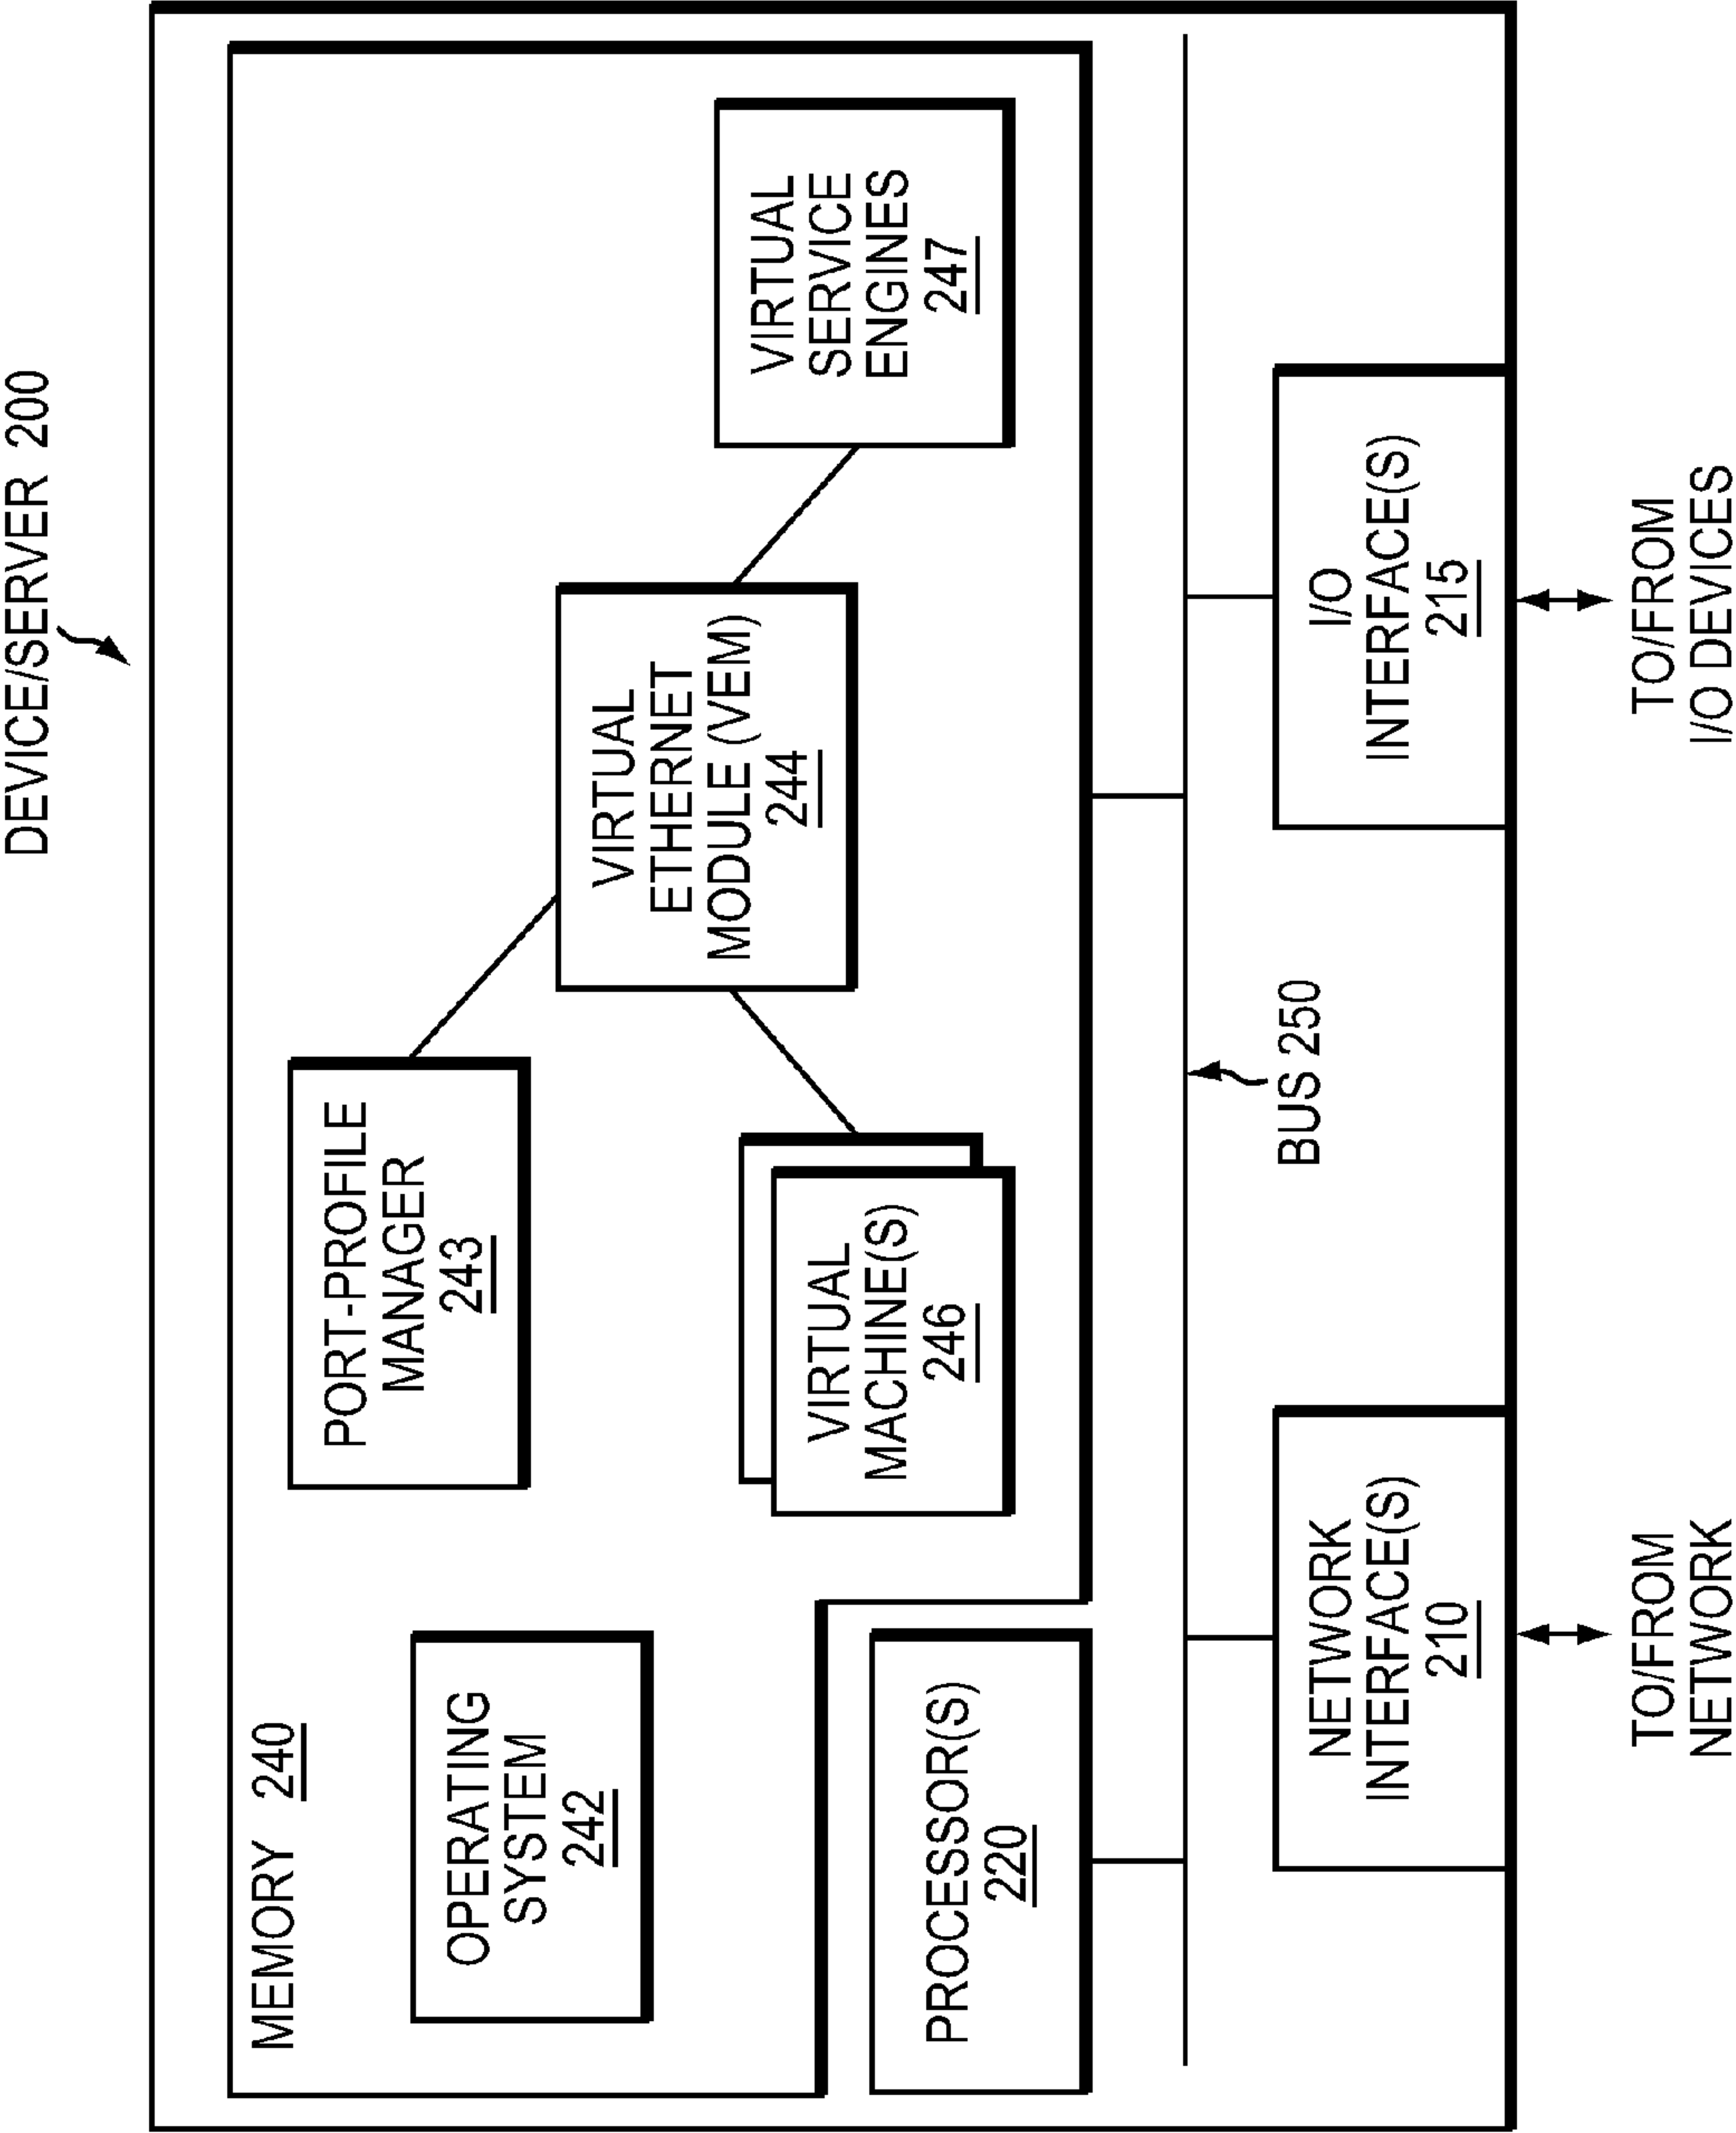 DEVICE/SERVER 200
MEMORY 240
OPERATING
SYSTEM
242
PORT-PROFILE
MANAGER
243
VIRTUAL
ETHERNET
MODULE (VEM)
244
VIRTUAL
MACHINE(S)
246
VIRTUAL
SERVICE
ENGINES
247
PROCESSOR(S)
220
BUS 250
NETWORK
INTERFACE(S)
210
I/O
INTERFACE(S)
215
TO/FROM
NETWORK
TO/FROM
I/O DEVICES